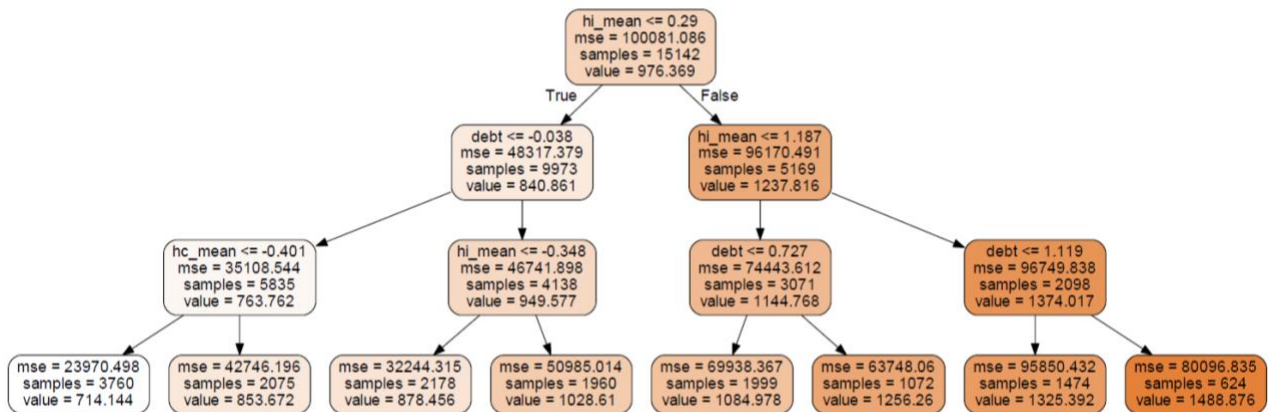 hi_mean <= 0.29
mse = 100081.086
samples = 15142
value = 976.369
True
False
debt <= -0.038
mse = 48317.379
samples = 9973
value = 840.861
hi_mean <= 1.187
mse = 96170.491
samples = 5169
value = 1237.816
hc_mean <= -0.401
mse = 35108.544
samples = 5835
value = 763.762
hi_mean <= -0.348
mse = 46741.898
samples = 4138
value = 949.577
debt <= 0.727
mse = 74443.612
samples = 3071
value = 1144.768
debt <= 1.119
mse = 96749.838
samples = 2098
value = 1374.017
mse = 23970.498
samples = 3760
value = 714.144
mse = 42746.196
samples = 2075
value = 853.672
mse = 32244.315
samples = 2178
value = 878.456
mse = 50985.014
samples = 1960
value = 1028.61
mse = 69938.367
samples = 1999
value = 1084.978
mse = 63748.06
samples = 1072
value = 1256.26
mse = 95850.432
samples = 1474
value = 1325.392
mse = 80096.835
samples = 624
value = 1488.876